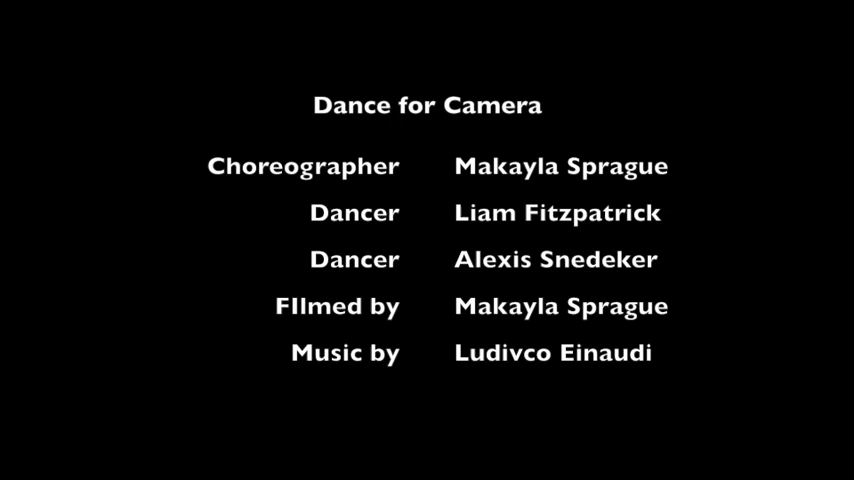 Dance for Camera
Choreographer Makayla Sprague
Dancer Liam Fitzpatrick
Dancer Alexis Snedeker
FIlmed by Makayla Sprague
Music by Ludivco Einaudi